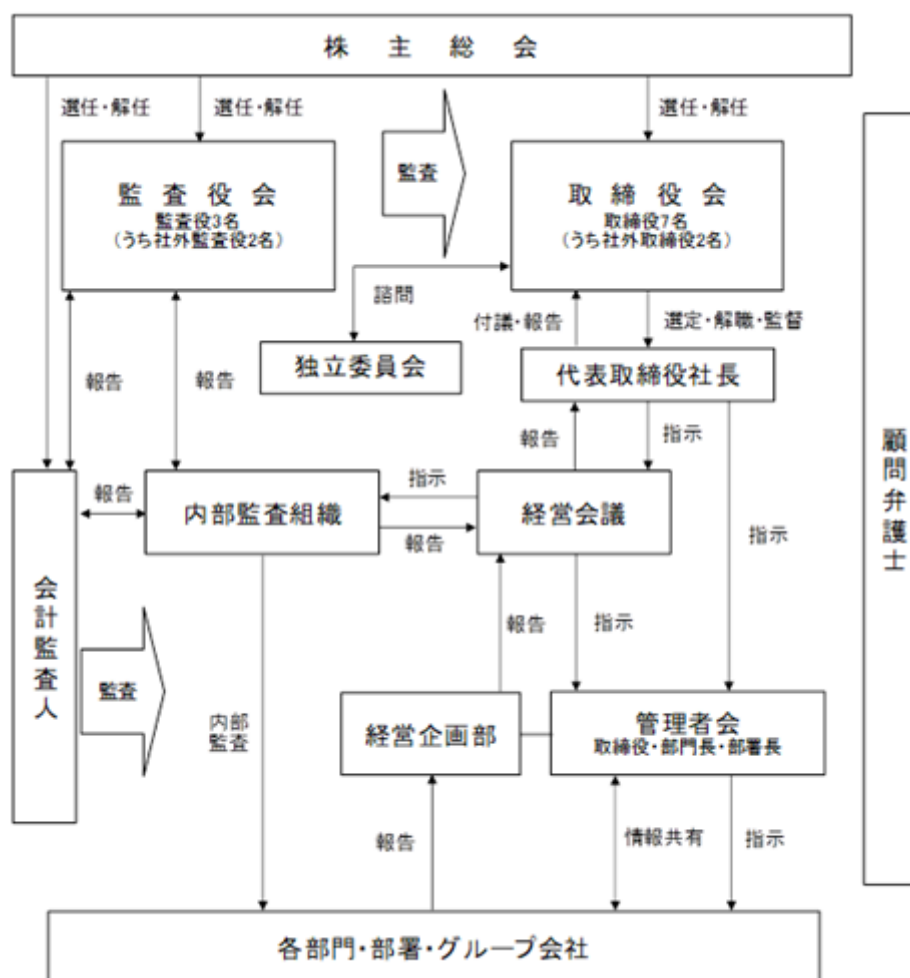 株主総会
選任・解任
選任・解任
選任・解任
監査役会
監査役3名
(うち社外監査役2名)
監査
取締役会
取締役7名
(うち社外取締役2名)
諮問
付議・報告
選定・解職・監督
独立委員会
代表取締役社長
報告
報告
報告
指示
顧問弁護士
報告
内部監査組織
指示
報告
経営会議
指示
会計監査人
監査
報告
指示
内部
監査
経営企画部
管理者会
取締役・部門長・部署長
報告
情報共有
指示
各部門・部署・グループ会社